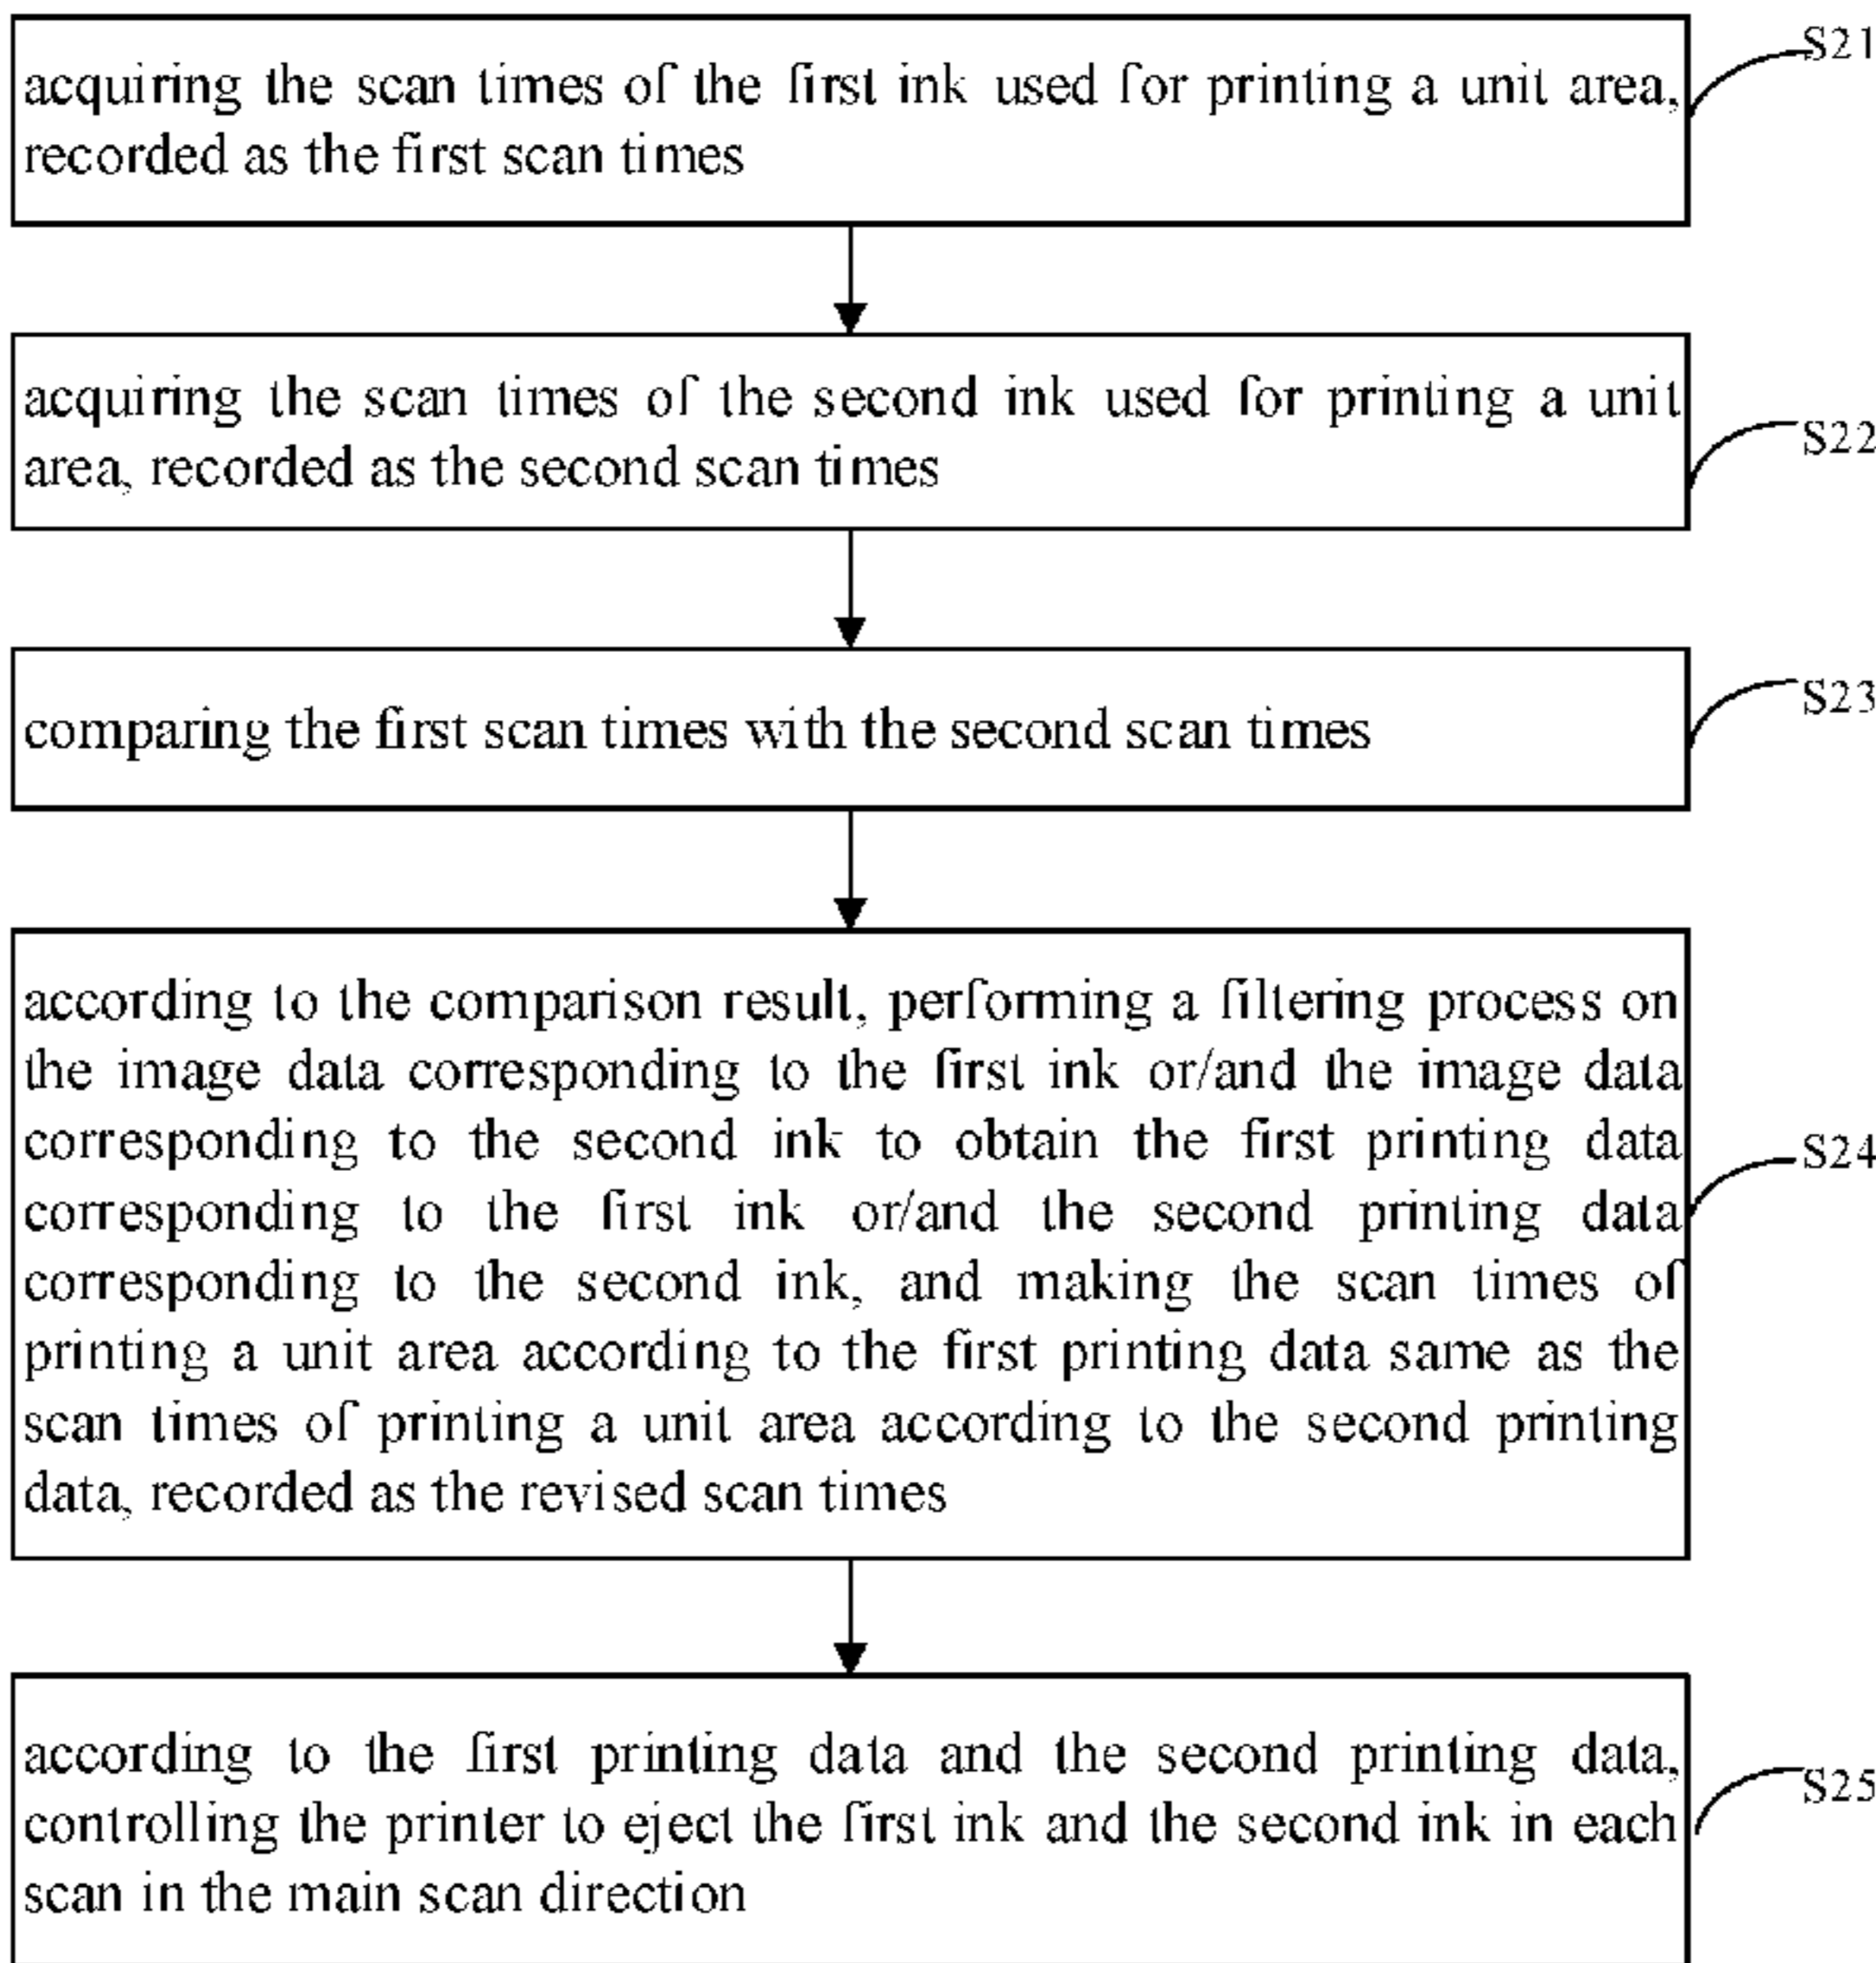 acquiring the scan times of the first ink used for printing a unit area,
recorded as the first scan times
S21
acquiring the scan times of the second ink used for printing a unit
area, recorded as the second scan times
S22
comparing the first scan times with the second scan times
S23
according to the comparison result, performing a filtering process on
the image data corresponding to the first ink or/and the image data
corresponding to the second ink to obtain the first printing data
corresponding to the first ink or/and the second printing data
corresponding to the second ink, and making the scan times of
printing a unit area according to the first printing data same as the
scan times of printing a unit area according to the second printing
data, recorded as the revised scan times
S24
according to the first printing data and the second printing data,
controlling the printer to eject the first ink and the second ink in each
scan in the main scan direction
S25